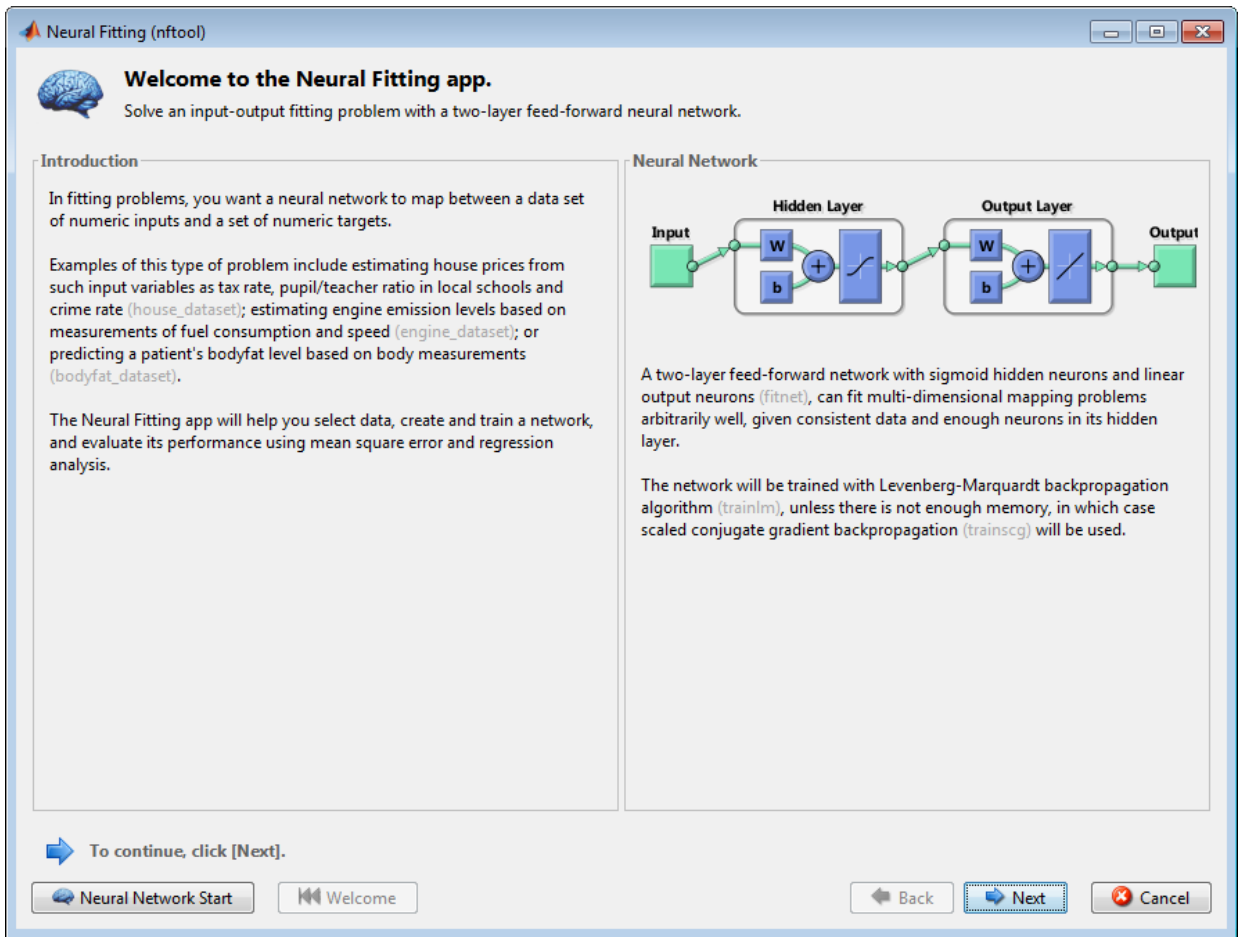 Neural Fitting (nftool)
Welcome to the Neural Fitting app.
Solve an input-output fitting problem with a two-layer feed-forward neural network.
Introduction
In fitting problems, you want a neural network to map between a data set
of numeric inputs and a set of numeric targets.
Examples of this type of problem include estimating house prices from
such input variables as tax rate, pupil/teacher ratio in local schools and
crime rate (house_dataset); estimating engine emission levels based on
measurements of fuel consumption and speed (engine_dataset); or
predicting a patient's bodyfat level based on body measurements
(bodyfat_dataset).
The Neural Fitting app will help you select data, create and train a network,
and evaluate its performance using mean square error and regression
analysis.
Neural Network
Hidden Layer
Output Layer
Input
W
b
W
b
Output
A two-layer feed-forward network with sigmoid hidden neurons and linear
output neurons (fitnet), can fit multi-dimensional mapping problems
arbitrarily well, given consistent data and enough neurons in its hidden
layer.
The network will be trained with Levenberg-Marquardt backpropagation
algorithm (trainlm), unless there is not enough memory, in which case
scaled conjugate gradient backpropagation (trainscg) will be used.
To continue, click [Next].
Neural Network Start
Welcome
Back
Next
Cancel